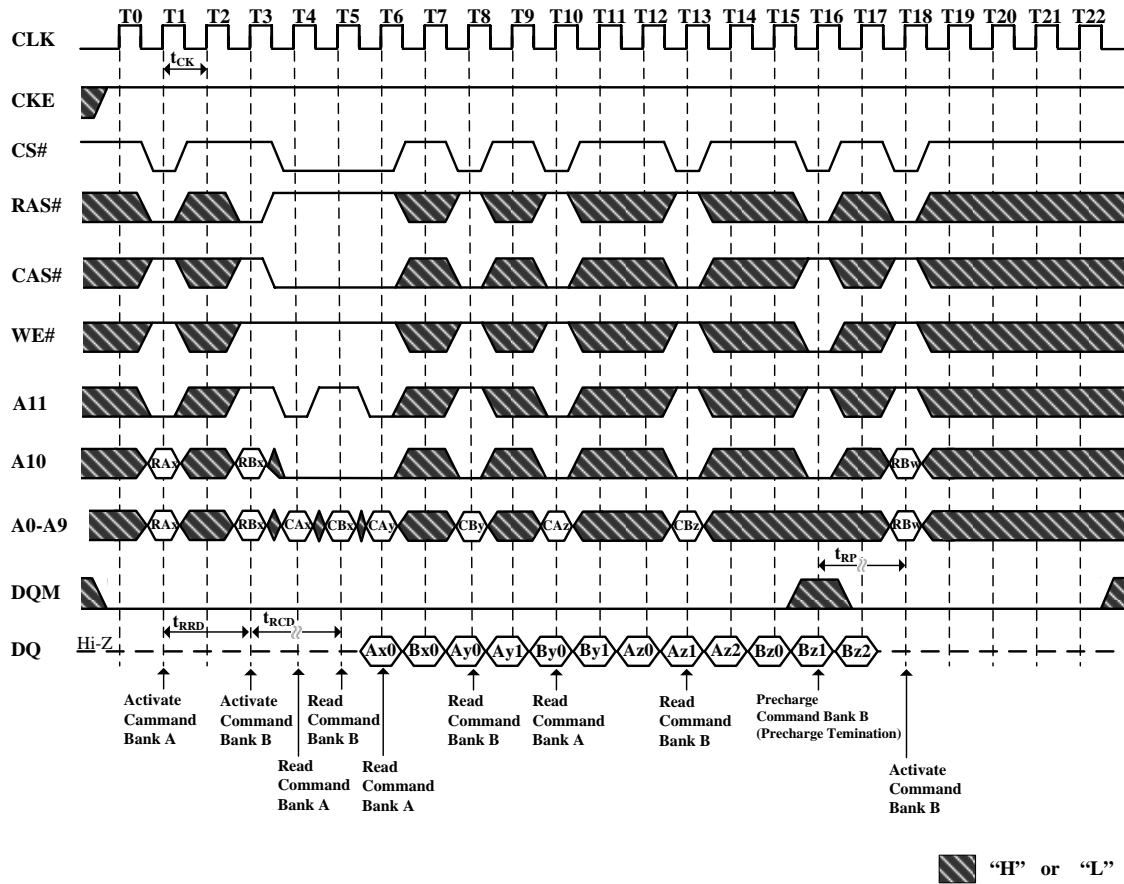 T0 T1 T2 T3 T4 T5 T6 T7 T8 T9 T10 T11 T12 T13 T14 T15 T16 T17 T18 T19 T20 T21 T22
CLK
tCK
CKE
CS#
RAS#
CAS#
WE#
A11
A10 RAx RBx RBw
A0-A9 RAx RBx CAx CBx CAy CBy CAz CBz RBw
tRP
DQM
tRRD tRCD
DQ Hi-Z Ax0 Bx0 Ay0 Ay1 By0 By1 Az0 Az1 Az2 Bz0 Bz1 Bz2
Activate
Cammand
Bank A
Activate
Command
Bank B
Read
Command
Bank B
Read
Command
Bank B
Read
Command
Bank A
Read
Command
Bank B
Precharge
Command Bank B
(Precharge Temination)
Read
Command
Bank A
Read
Command
Bank A
Activate
Command
Bank B
“H” or “L”